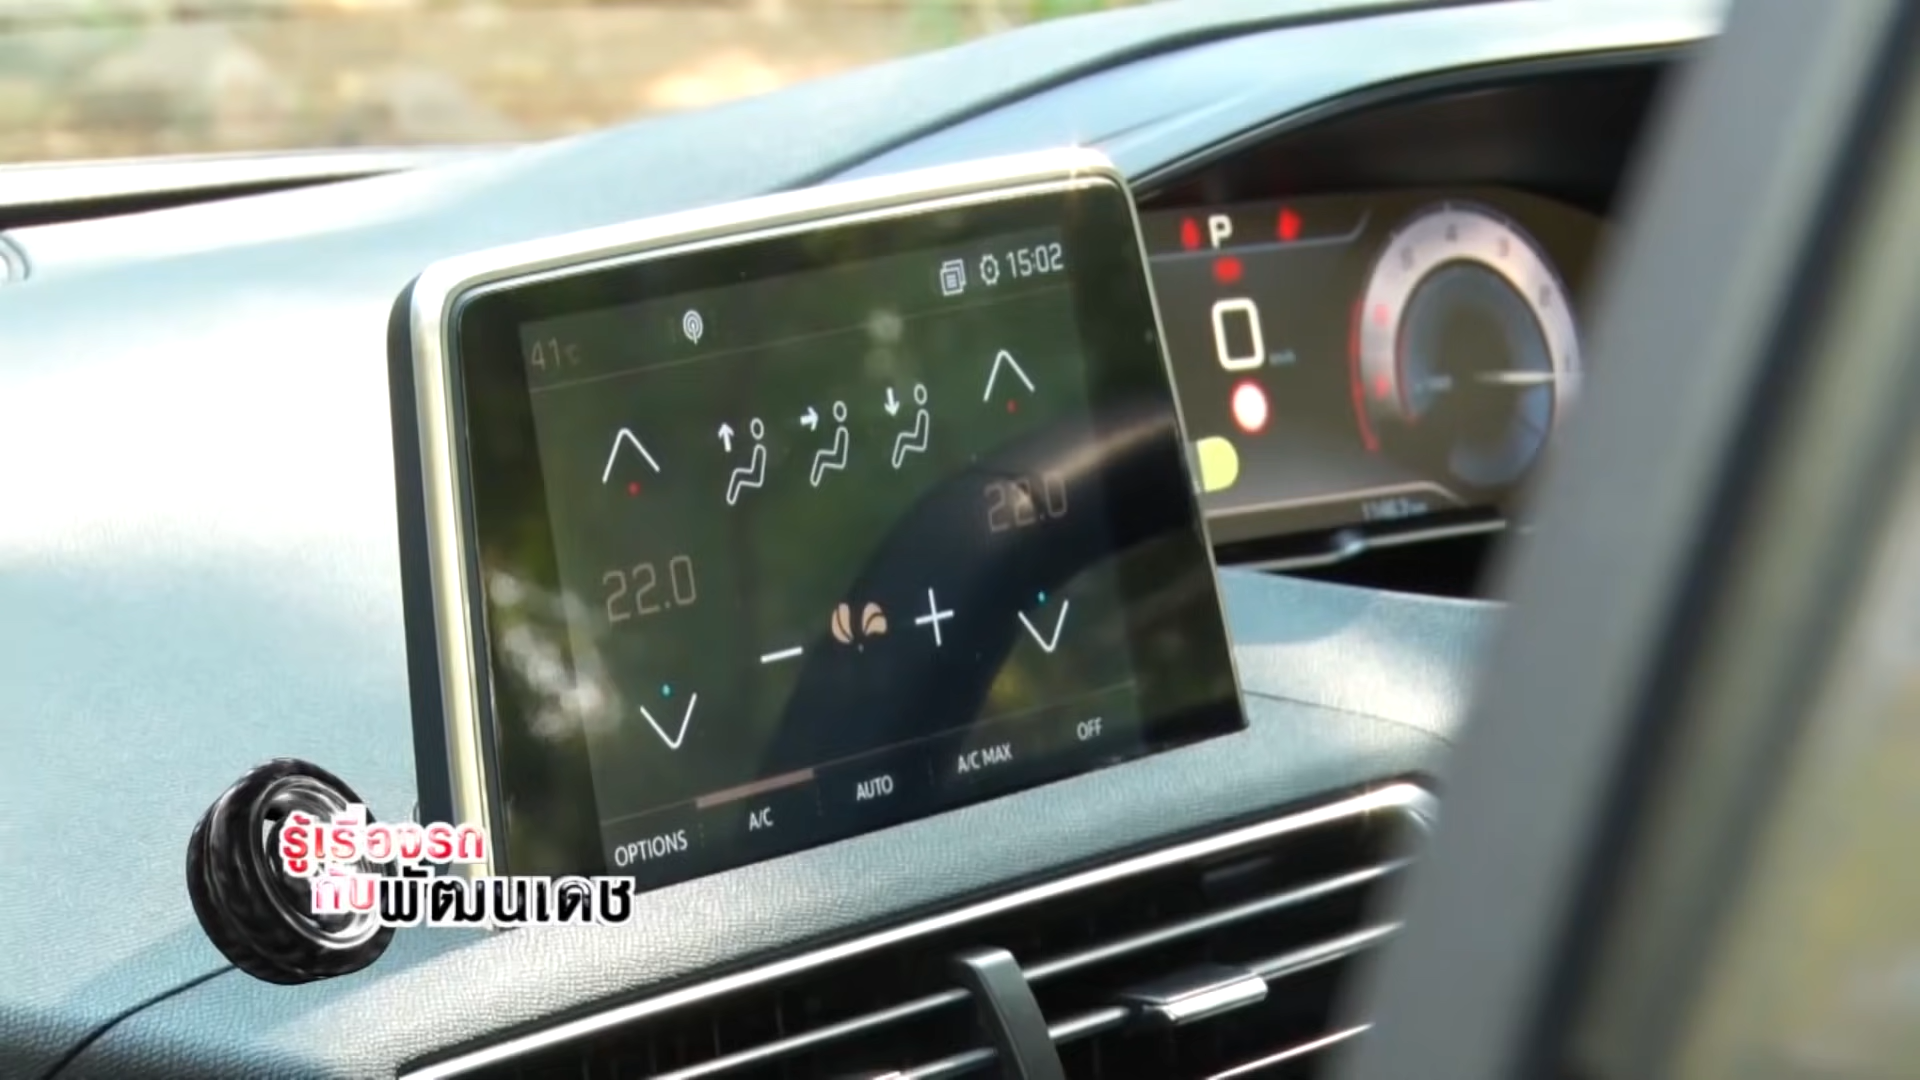 15:02
41°C
P
0
22.0
22.0
OPTIONS
A/C
AUTO
A/C MAX
OFF
รู้เรื่องรถ
กับพัฒนเดช